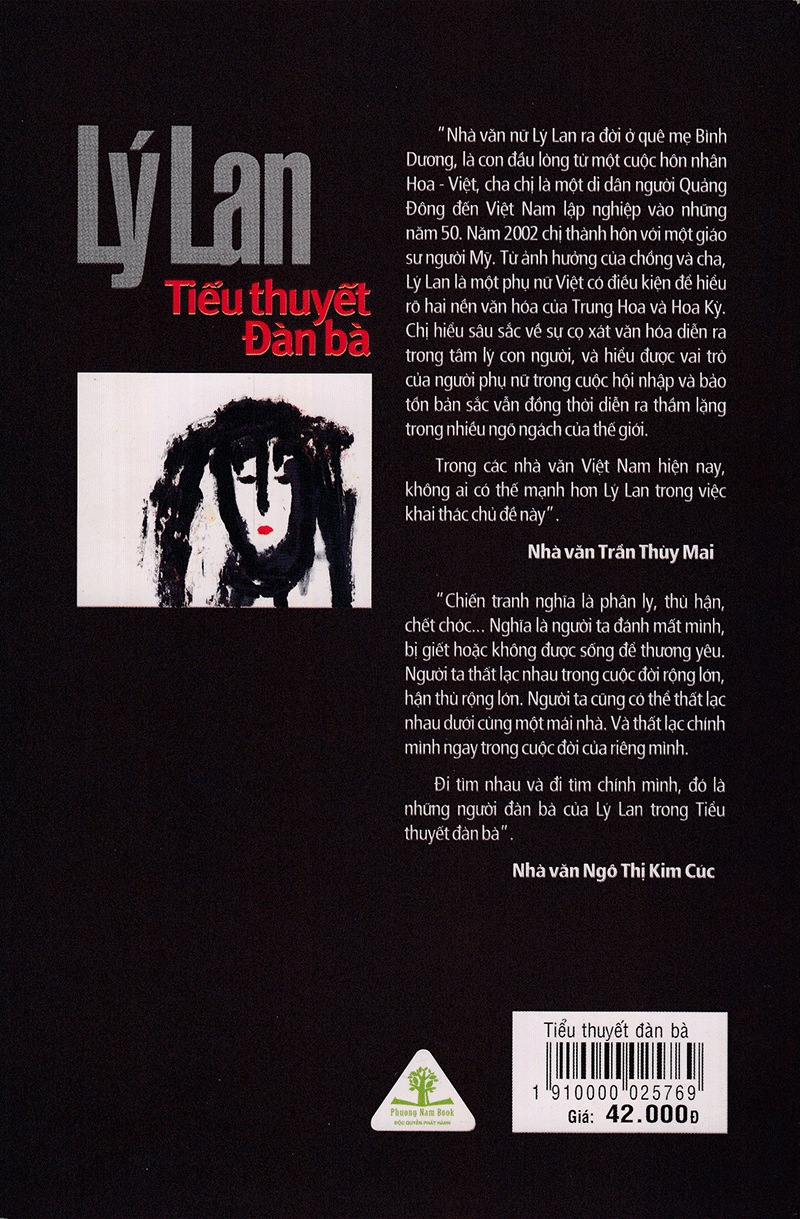 Lý Lan
Tiểu thuyết
Đàn bà
"Nhà văn nữ Lý Lan ra đời ở quê mẹ Bình
Dương, là con đầu lòng từ một cuộc hôn nhân
Hoa - Việt, cha chị là một di dân người Quảng
Đông đến Việt Nam lập nghiệp vào những
năm 50. Năm 2002 chị thành hôn với một giáo
sư người Mỹ. Từ ảnh hưởng của chồng và cha,
Lý Lan là một phụ nữ Việt có điều kiện để hiểu
rõ hai nền văn hóa của Trung Hoa và Hoa Kỳ.
Chị hiểu sâu sắc về sự cọ xát văn hóa diễn ra
trong tâm lý con người, và hiểu được vai trò
của người phụ nữ trong cuộc hội nhập và bảo
tồn bản sắc vẫn đồng thời diễn ra thầm lặng
trong nhiều ngõ ngách của thế giới.
Trong các nhà văn Việt Nam hiện nay,
không ai có thế mạnh hơn Lý Lan trong việc
khai thác chủ đề này".
Nhà văn Trần Thùy Mai
"Chiến tranh nghĩa là phân ly, thù hận,
chết chóc... Nghĩa là người ta đánh mất mình,
bị giết hoặc không được sống để thương yêu.
Người ta thất lạc nhau trong cuộc đời rộng lớn,
hận thù rộng lớn. Người ta cũng có thể thất lạc
nhau dưới cùng một mái nhà. Và thất lạc chính
mình ngay trong cuộc đời của riêng mình.
Đi tìm nhau và đi tìm chính mình, đó là
những người đàn bà của Lý Lan trong Tiểu
thuyết đàn bà".
Nhà văn Ngô Thị Kim Cúc
Phuong Nam Book
ĐỘC QUYỀN PHÁT HÀNH
Tiểu thuyết đàn bà
1 910000 025769
Giá: 42.000Đ